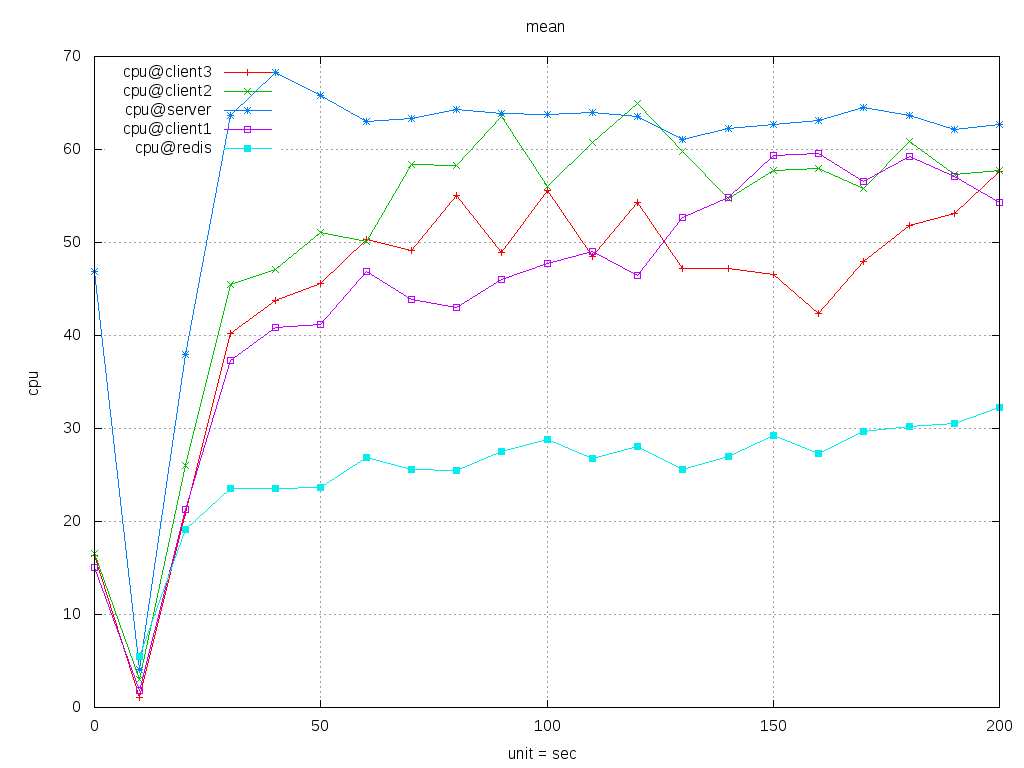 mean
70
60
50
40
30
20
10
0
cpu
cpu@client3
cpu@client2
cpu@server
cpu@client1
cpu@redis
0 50 100 150 200
unit = sec